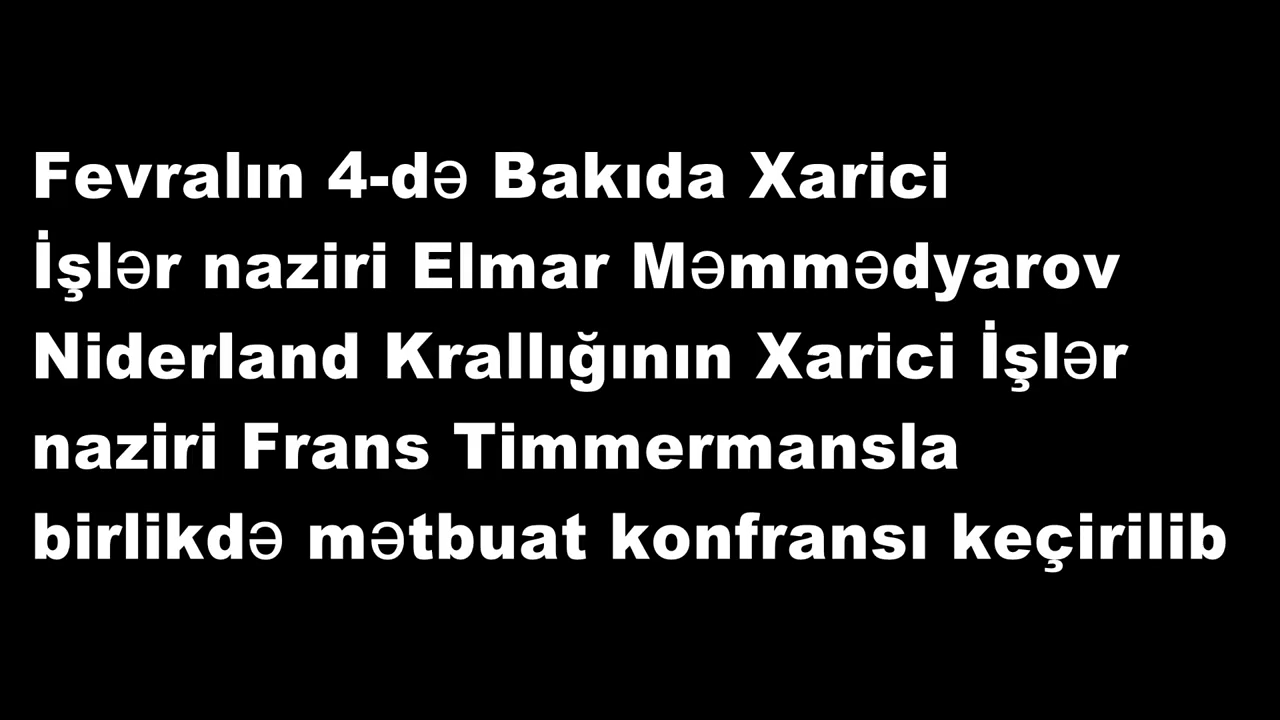 Fevralın 4-də Bakıda Xarici
İşlər naziri Elmar Məmmədyarov
Niderland Krallığının Xarici İşlər
naziri Frans Timmermansla
birlikdə mətbuat konfransı keçirilib